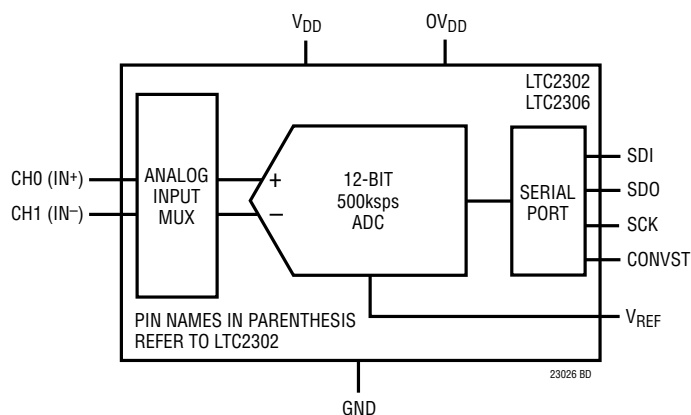 VDD
OVDD
LTC2302
LTC2306
CH0 (IN+)
CH1 (IN–)
ANALOG
INPUT
MUX
+
–
12-BIT
500ksps
ADC
SERIAL
PORT
SDI
SDO
SCK
CONVST
VREF
PIN NAMES IN PARENTHESIS
REFER TO LTC2302
23026 BD
GND